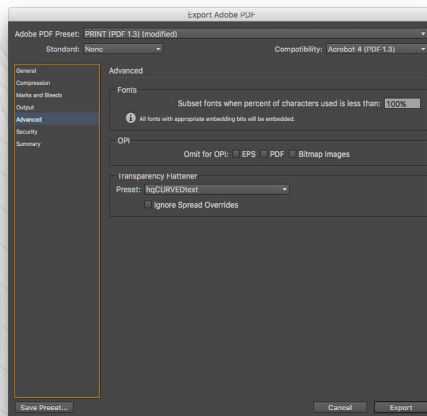 Export Adobe PDF
Adobe PDF Preset: PRINT (PDF 1.3) (modified)
Standard: None
Compatibility: Acrobat 4 (PDF 1.3)
General
Compression
Marks and Bleeds
Output
Advanced
Security
Summary
Advanced
Fonts
Subset fonts when percent of characters used is less than: 100%
All fonts with appropriate embedding bits will be embedded.
OPI
Omit for OPI: EPS PDF Bitmap Images
Transparency Flattener
Preset: hqCURVEDtext
Ignore Spread Overrides
Save Preset...
Cancel
Export